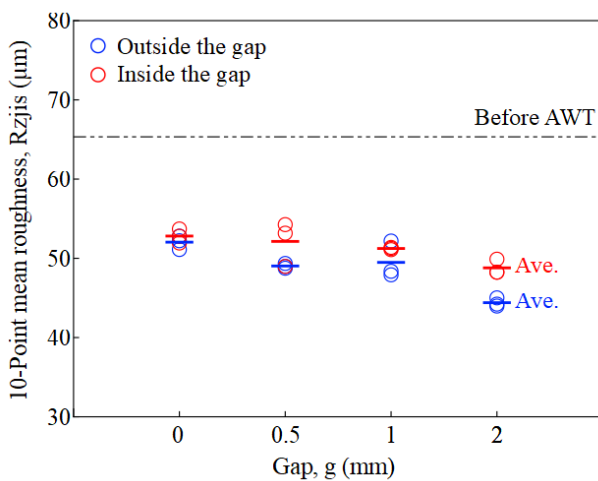 80
70
60
50
40
30
10-Point mean roughness, Rzjis (μm)
Outside the gap
Inside the gap
Before AWT
Ave.
Ave.
0 0.5 1 2
Gap, g (mm)